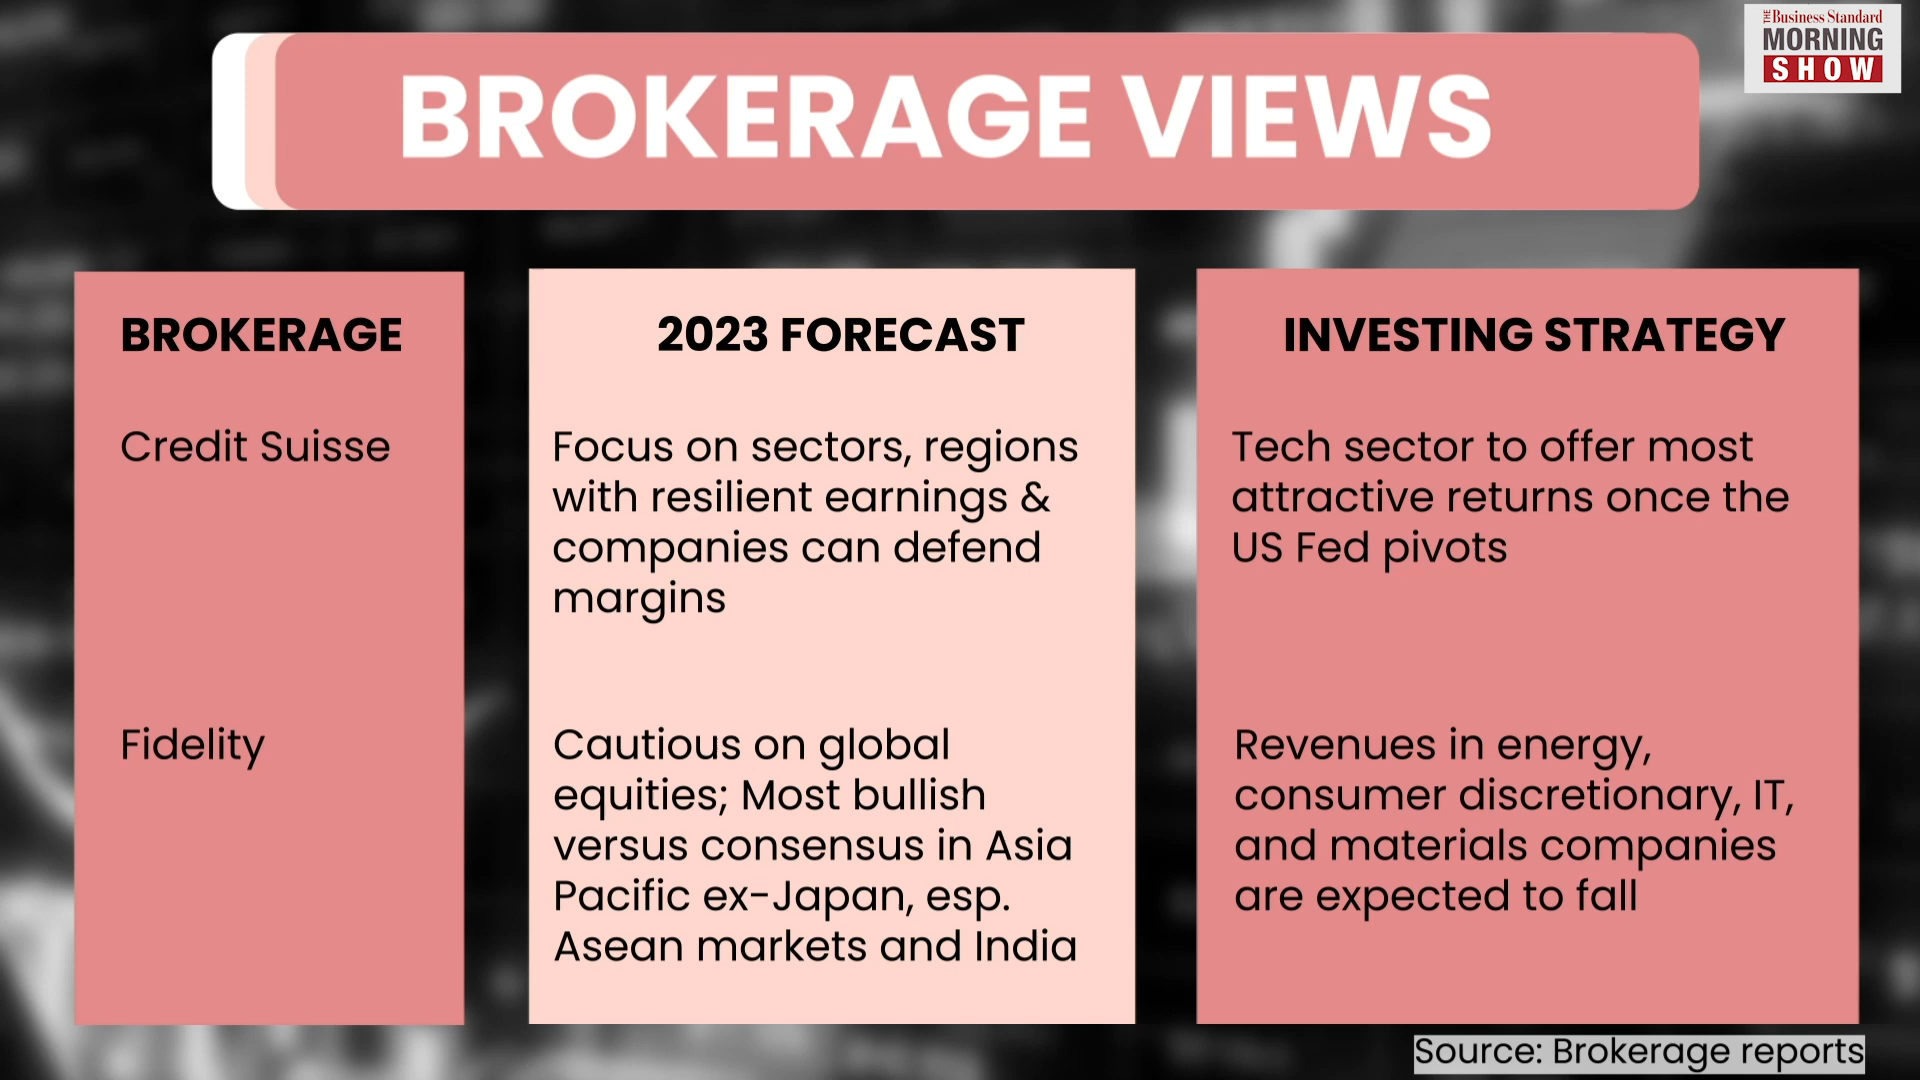 THE Business Standard
MORNING
SHOW
BROKERAGE VIEWS
BROKERAGE
2023 FORECAST
INVESTING STRATEGY
Credit Suisse
Focus on sectors, regions
with resilient earnings &
companies can defend
margins
Tech sector to offer most
attractive returns once the
US Fed pivots
Fidelity
Cautious on global
equities; Most bullish
versus consensus in Asia
Pacific ex-Japan, esp.
Asean markets and India
Revenues in energy,
consumer discretionary, IT,
and materials companies
are expected to fall
Source: Brokerage reports